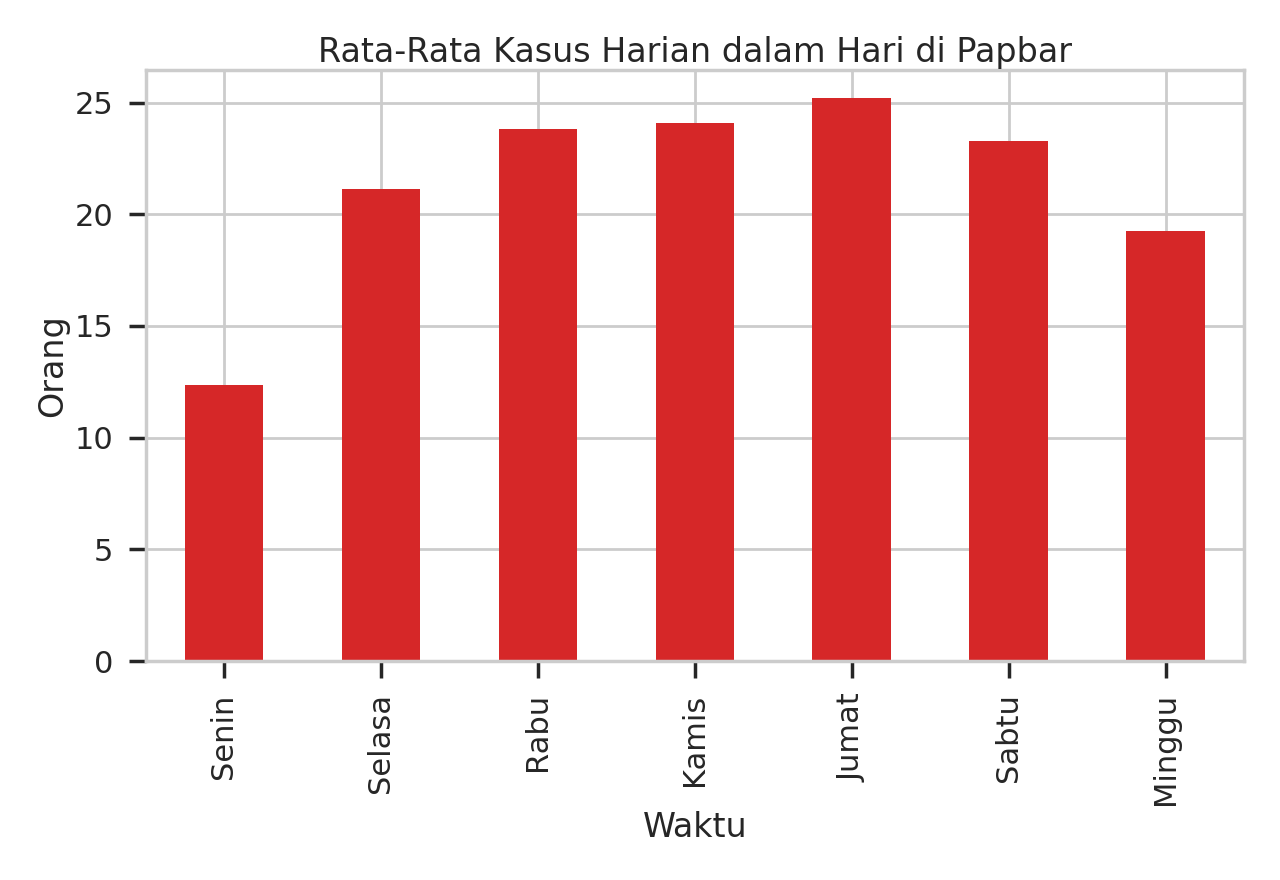 Rata-Rata Kasus Harian dalam Hari di Papbar
25
20
15
10
5
0
Orang
Senin
Selasa
Rabu
Kamis
Jumat
Sabtu
Minggu
Waktu